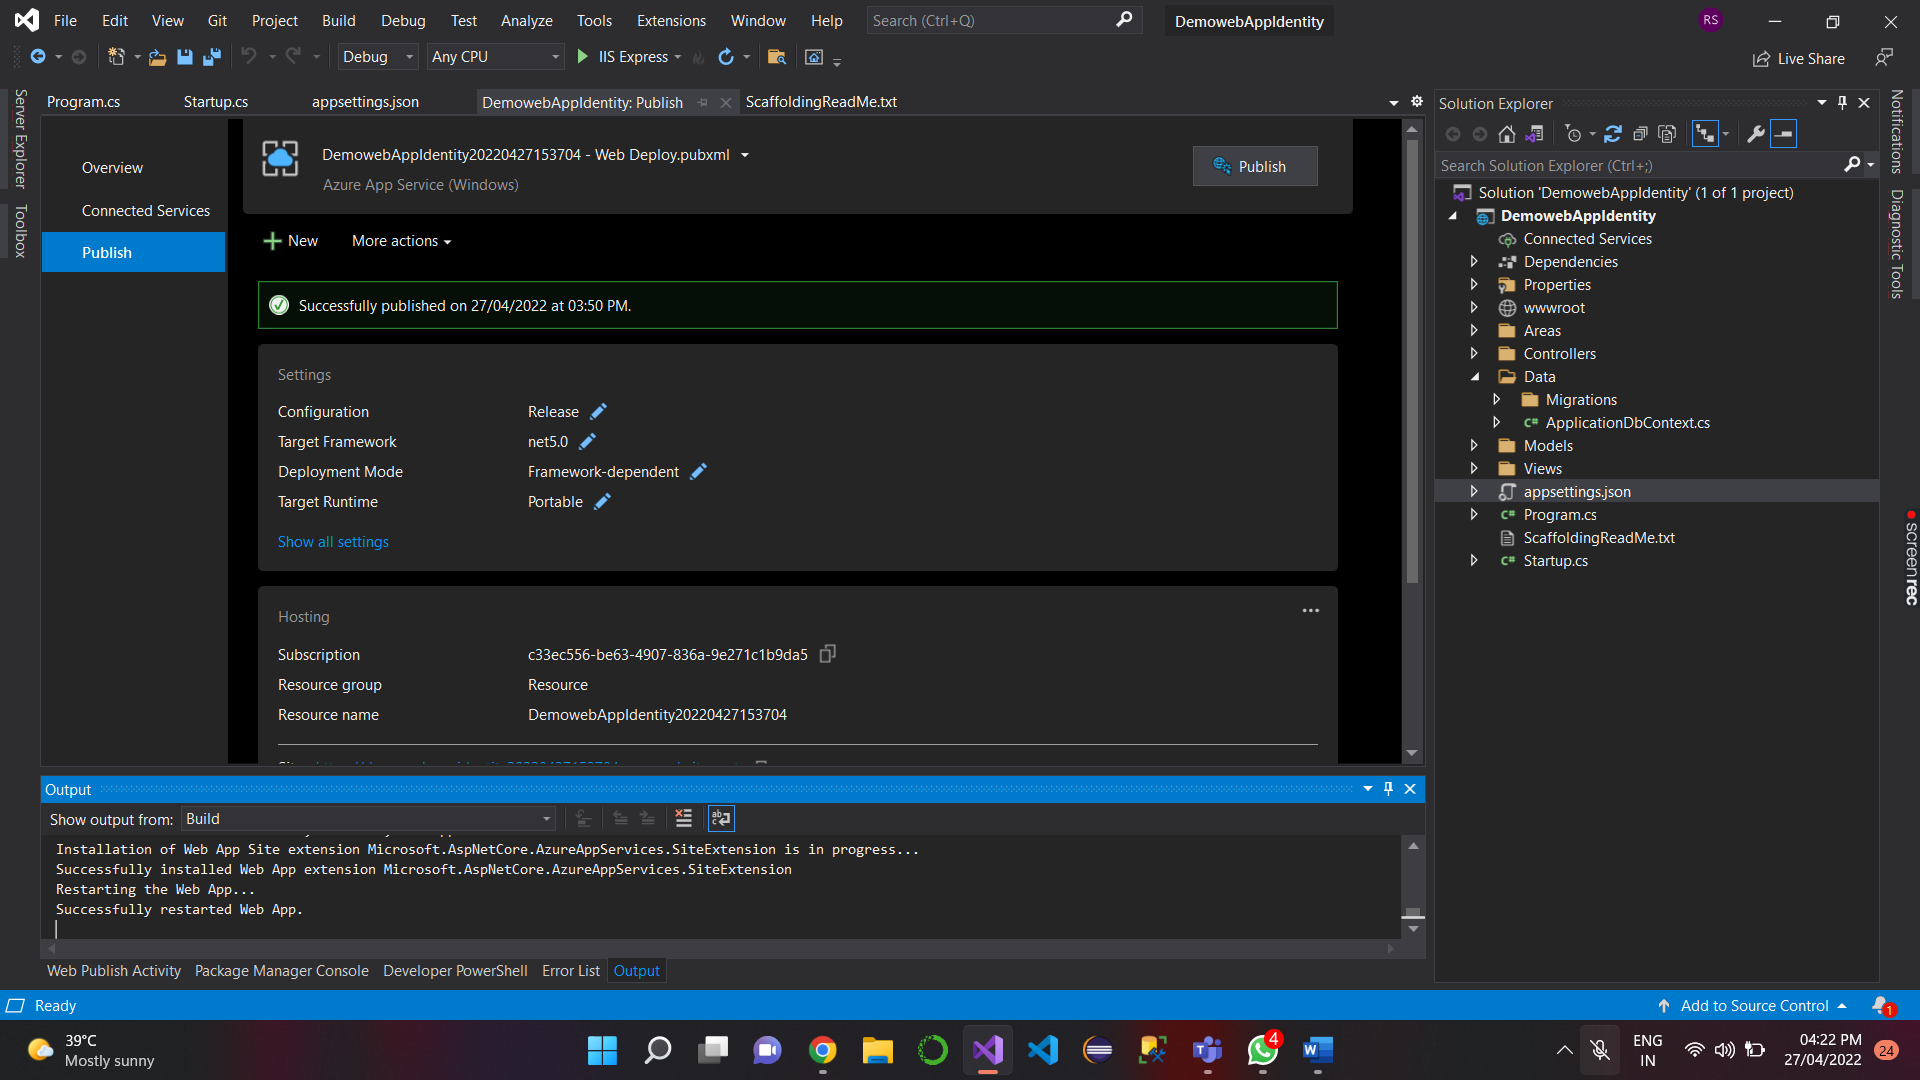 File Edit View Git Project Build Debug Test Analyze Tools Extensions Window Help Search (Ctrl+Q) DemowebAppIdentity RS
Debug Any CPU IIS Express Live Share
Server Explorer
Toolbox
Program.cs Startup.cs appsettings.json DemowebAppIdentity: Publish ScaffoldingReadMe.txt
Overview
Connected Services
Publish
DemowebAppIdentity20220427153704 - Web Deploy.pubxml
Azure App Service (Windows)
Publish
New More actions
Successfully published on 27/04/2022 at 03:50 PM.
Settings
Configuration Release
Target Framework net5.0
Deployment Mode Framework-dependent
Target Runtime Portable
Show all settings
Hosting
Subscription c33ec556-be63-4907-836a-9e271c1b9da5
Resource group Resource
Resource name DemowebAppIdentity20220427153704
Output
Show output from: Build
Installation of Web App Site extension Microsoft.AspNetCore.AzureAppServices.SiteExtension is in progress...
Successfully installed Web App extension Microsoft.AspNetCore.AzureAppServices.SiteExtension
Restarting the Web App...
Successfully restarted Web App.
Web Publish Activity Package Manager Console Developer PowerShell Error List Output
Solution Explorer
Search Solution Explorer (Ctrl+;)
Solution 'DemowebAppIdentity' (1 of 1 project)
DemowebAppIdentity
Connected Services
Dependencies
Properties
wwwroot
Areas
Controllers
Data
Migrations
C# ApplicationDbContext.cs
Models
Views
appsettings.json
C# Program.cs
ScaffoldingReadMe.txt
C# Startup.cs
Notifications
Diagnostic Tools
screenrec
Ready Add to Source Control 1
39°C
Mostly sunny
4
ENG
IN
04:22 PM
27/04/2022
24